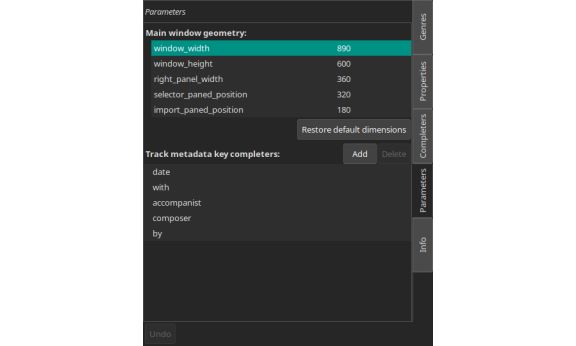 Parameters
Main window geometry:
window_width 890
window_height 600
right_panel_width 360
selector_paned_position 320
import_paned_position 180
Restore default dimensions
Track metadata key completers: Add Delete
date
with
accompanist
composer
by
Undo
Genres
Properties
Completers
Parameters
Info